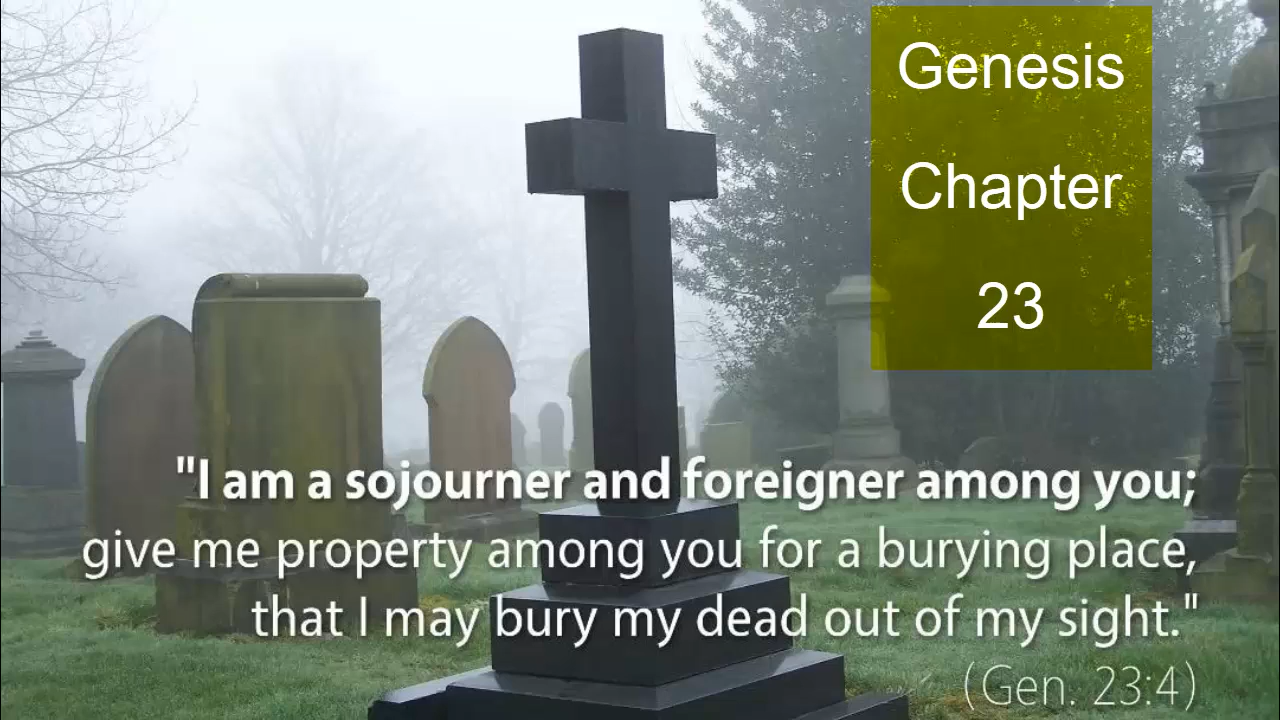 Genesis
Chapter
23
"I am a sojourner and foreigner among you;
give me property among you for a burying place,
that I may bury my dead out of my sight."
(Gen. 23:4)